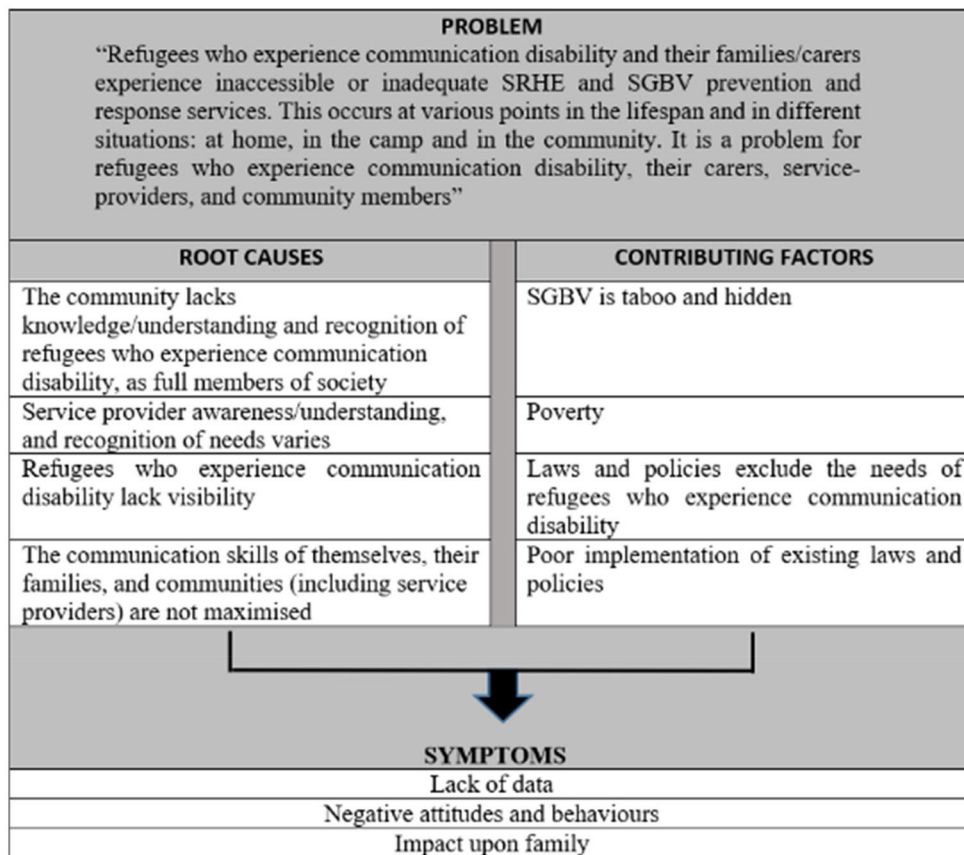 PROBLEM
“Refugees who experience communication disability and their families/carers
experience inaccessible or inadequate SRHE and SGBV prevention and
response services. This occurs at various points in the lifespan and in different
situations: at home, in the camp and in the community. It is a problem for
refugees who experience communication disability, their carers, service-
providers, and community members”
ROOT CAUSES
The community lacks
knowledge/understanding and recognition of
refugees who experience communication
disability, as full members of society
Service provider awareness/understanding,
and recognition of needs varies
Refugees who experience communication
disability lack visibility
The communication skills of themselves, their
families, and communities (including service
providers) are not maximised
CONTRIBUTING FACTORS
SGBV is taboo and hidden
Poverty
Laws and policies exclude the needs of
refugees who experience communication
disability
Poor implementation of existing laws and
policies
SYMPTOMS
Lack of data
Negative attitudes and behaviours
Impact upon family